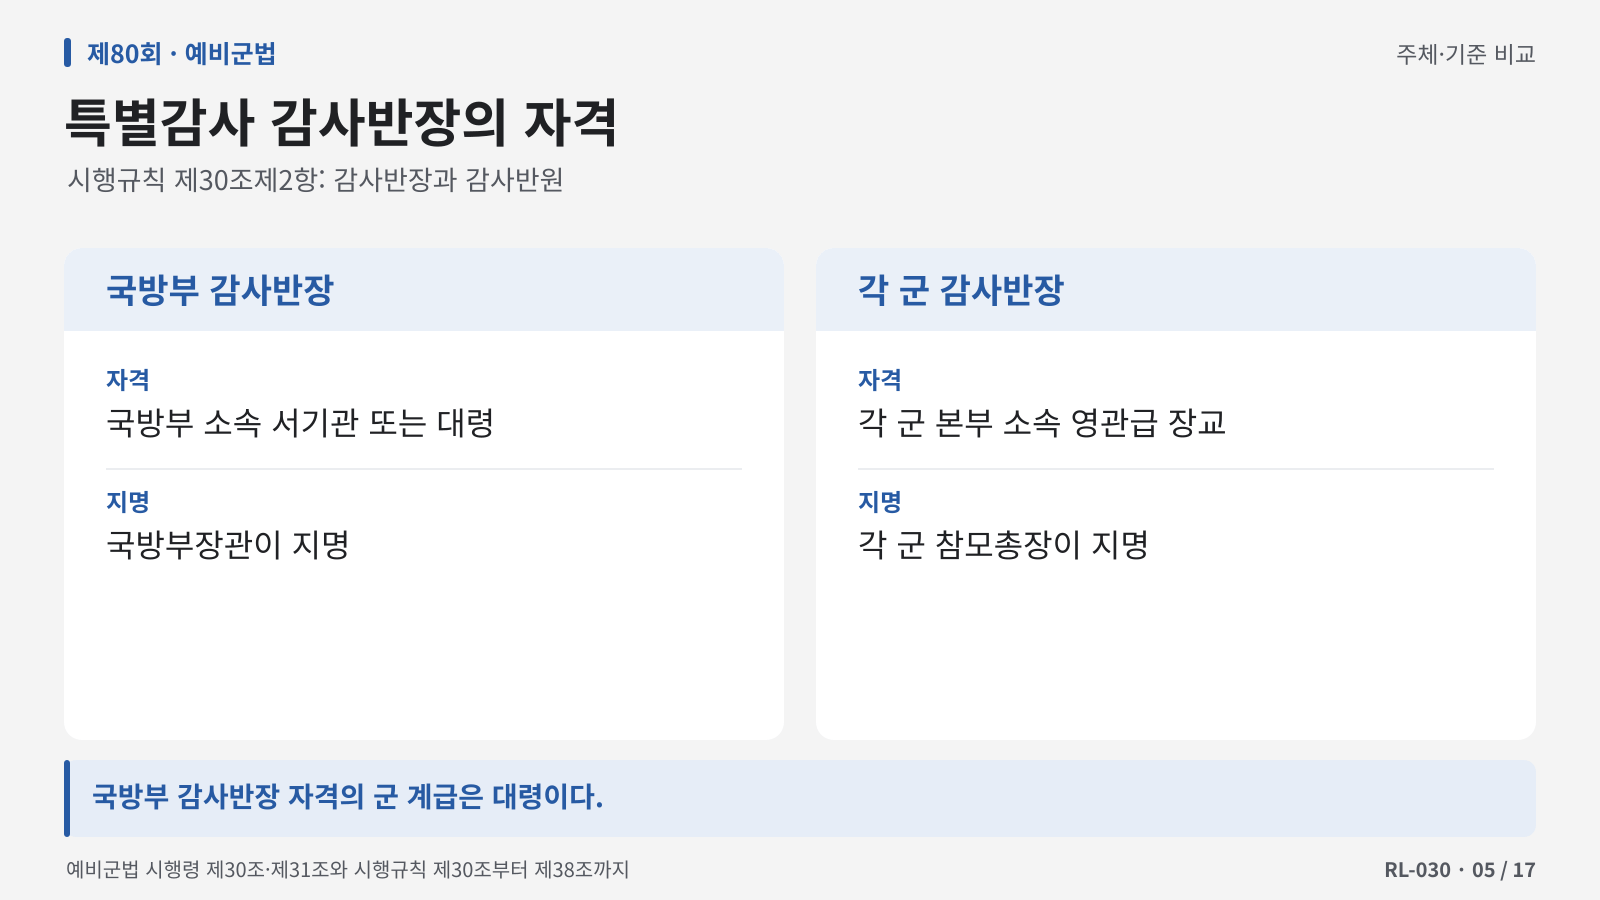 제80회 · 예비군법
주체·기준 비교
특별감사 감사반장의 자격
시행규칙 제30조제2항: 감사반장과 감사반원
국방부 감사반장
자격
국방부 소속 서기관 또는 대령
지명
국방부장관이 지명
각 군 감사반장
자격
각 군 본부 소속 영관급 장교
지명
각 군 참모총장이 지명
국방부 감사반장 자격의 군 계급은 대령이다.
예비군법 시행령 제30조·제31조와 시행규칙 제30조부터 제38조까지
RL-030 · 05 / 17